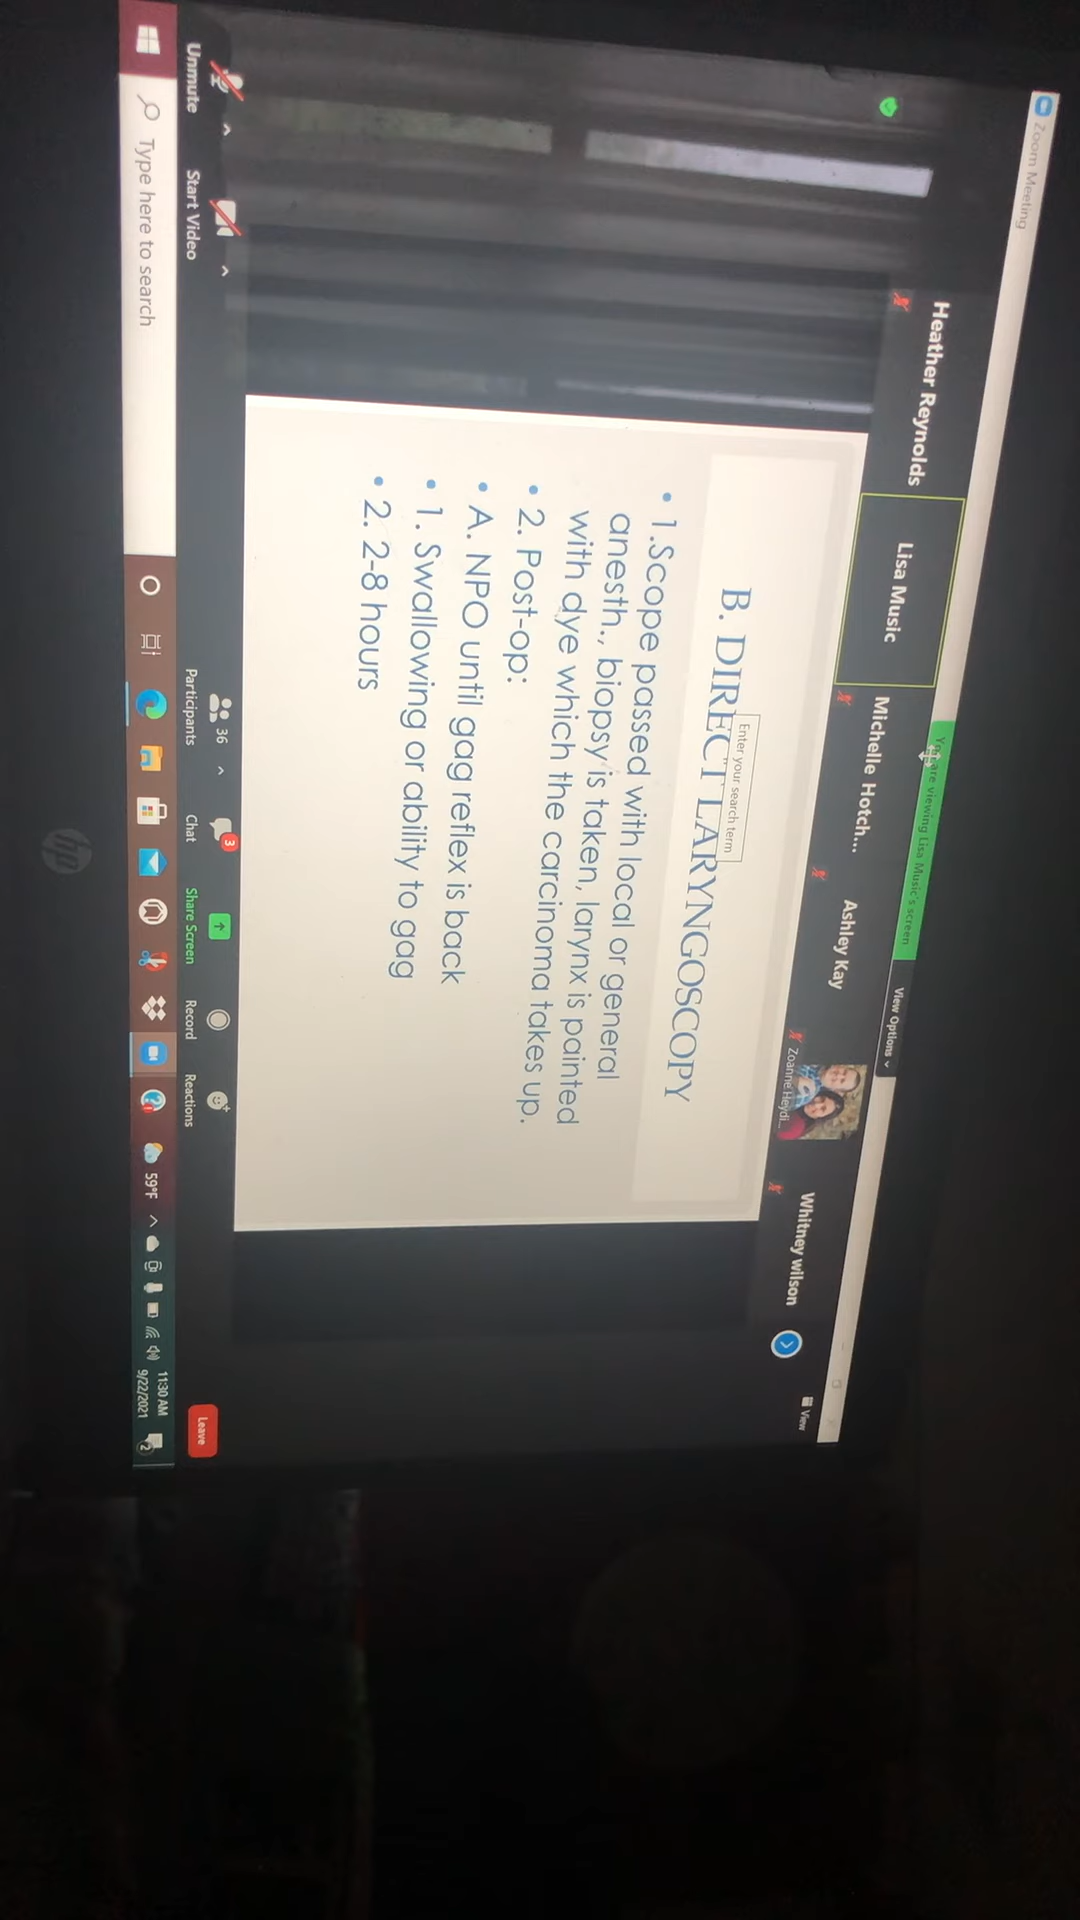 Zoom Meeting
You are viewing Lisa Music's screen
View Options
View
Heather Reynolds
Lisa Music
Michelle Hotch...
Ashley Kay
Zoanne Heydi...
Whitney wilson
Enter your search term
B. DIRECT LARYNGOSCOPY
• 1.Scope passed with local or general
anesth., biopsy is taken, larynx is painted
with dye which the carcinoma takes up.
• 2. Post-op:
• A. NPO until gag reflex is back
• 1. Swallowing or ability to gag
• 2. 2-8 hours
Unmute
Start Video
36
Participants
3
Chat
Share Screen
Record
Reactions
Leave
Type here to search
59°F
11:30 AM
9/22/2021
2
hp